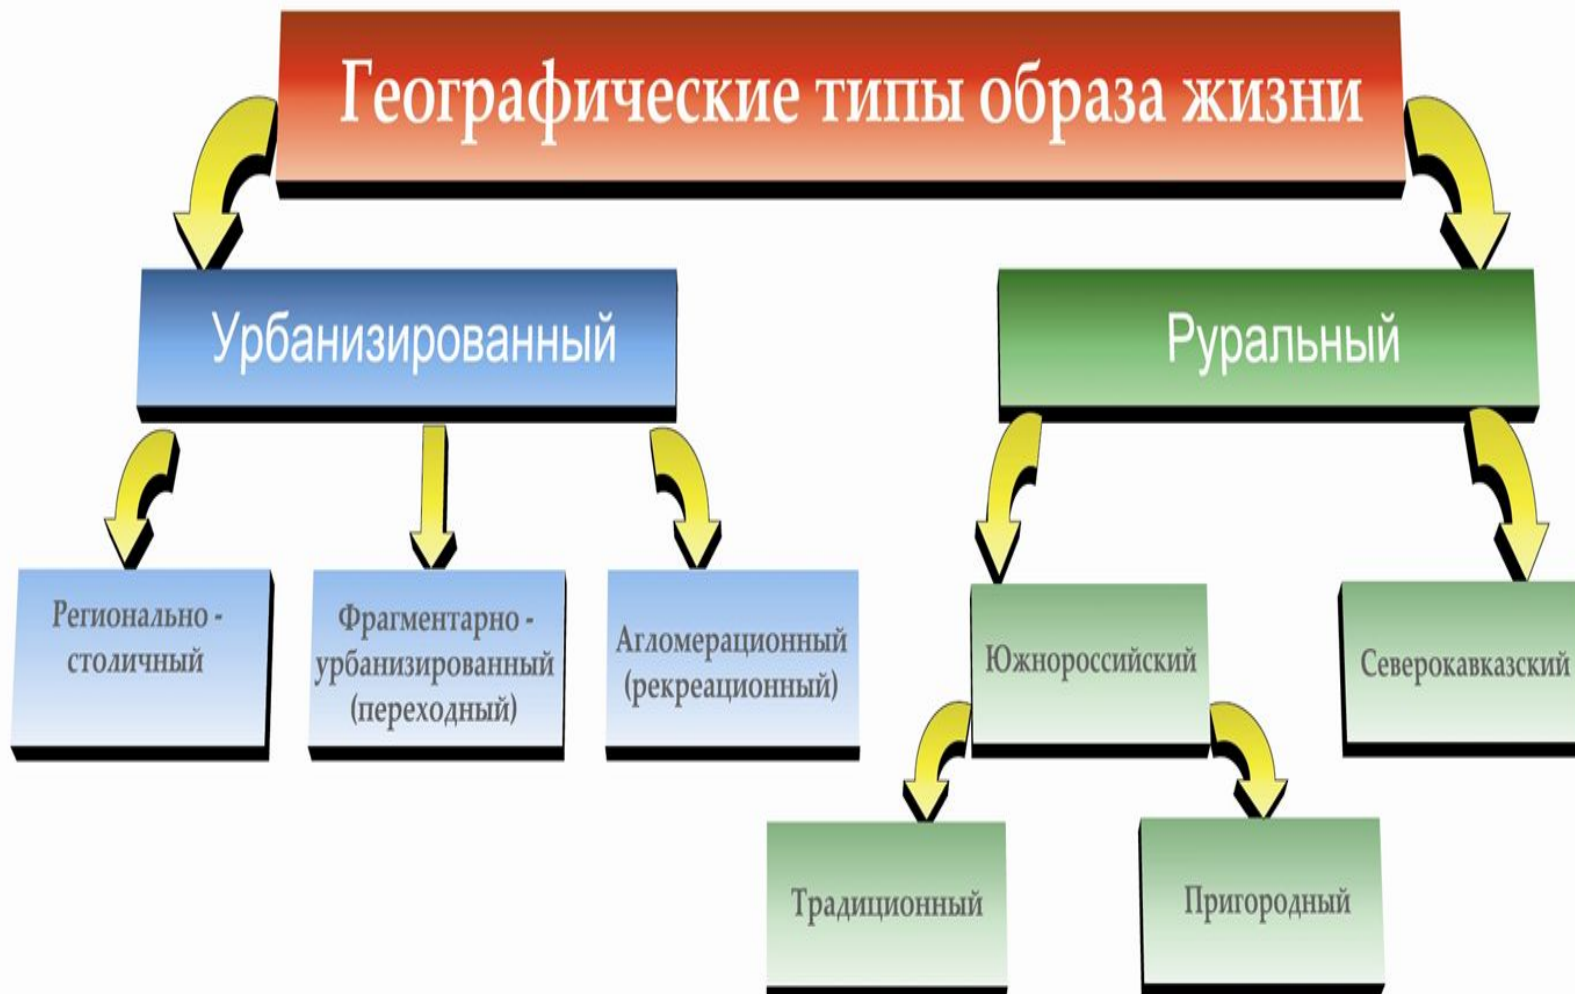 Географические типы образа жизни
Урбанизированный
Руральный
Регионально -
столичный
Фрагментарно -
урбанизированный
(переходный)
Агломерационный
(рекреационный)
Южнороссийский
Северокавказский
Традиционный
Пригородный